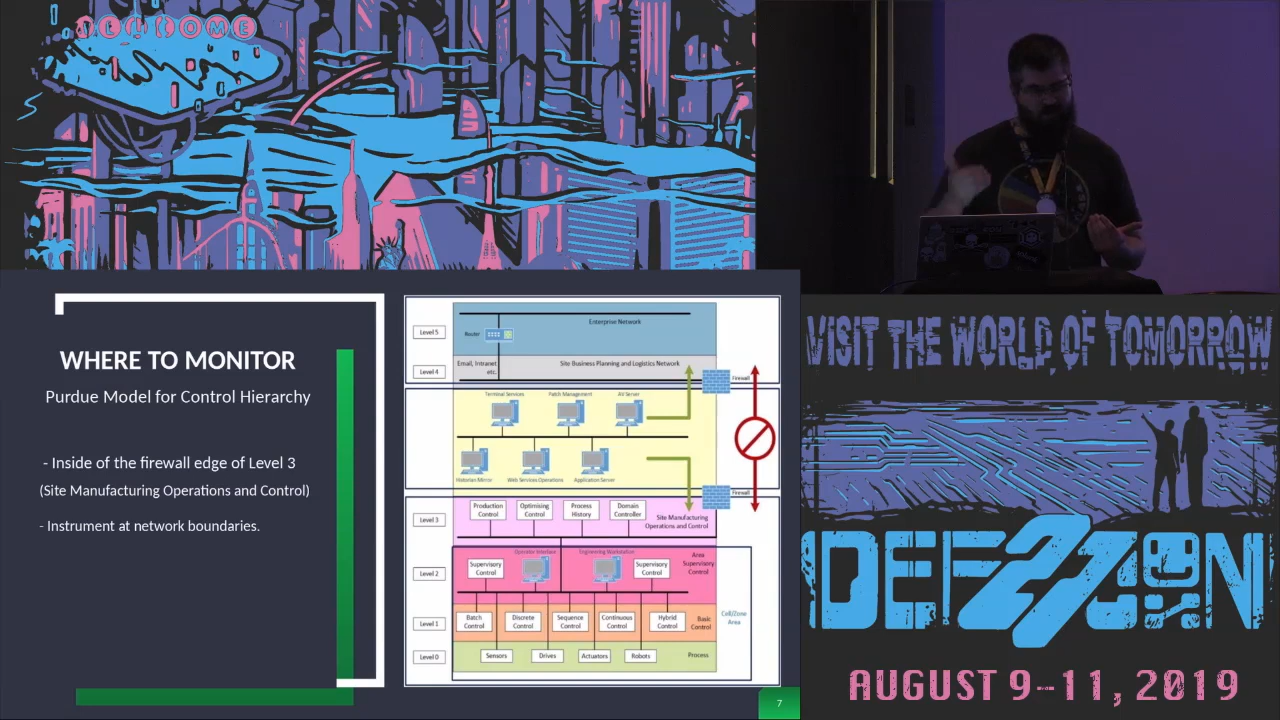 WELCOME
WHERE TO MONITOR
Purdue Model for Control Hierarchy
- Inside of the firewall edge of Level 3
(Site Manufacturing Operations and Control)
- Instrument at network boundaries.
Level 5
Router
Enterprise Network
Level 4
Email, Intranet
etc.
Site Business Planning and Logistics Network
Firewall
Terminal Services
Patch Management
AV Server
Historian Mirror
Web Services Operations
Application Server
Firewall
Level 3
Production
Control
Optimising
Control
Process
History
Domain
Controller
Site Manufacturing
Operations and Control
Level 2
Supervisory
Control
Operator Interface
Engineering Workstation
Supervisory
Control
Area
Supervisory
Control
Level 1
Batch
Control
Discrete
Control
Sequence
Control
Continuous
Control
Hybrid
Control
Basic
Control
Cell/Zone
Area
Level 0
Sensors
Drives
Actuators
Robots
Process
7
VISIT THE WORLD OF TOMORROW
DEF CON
27
AUGUST 9-11, 2019